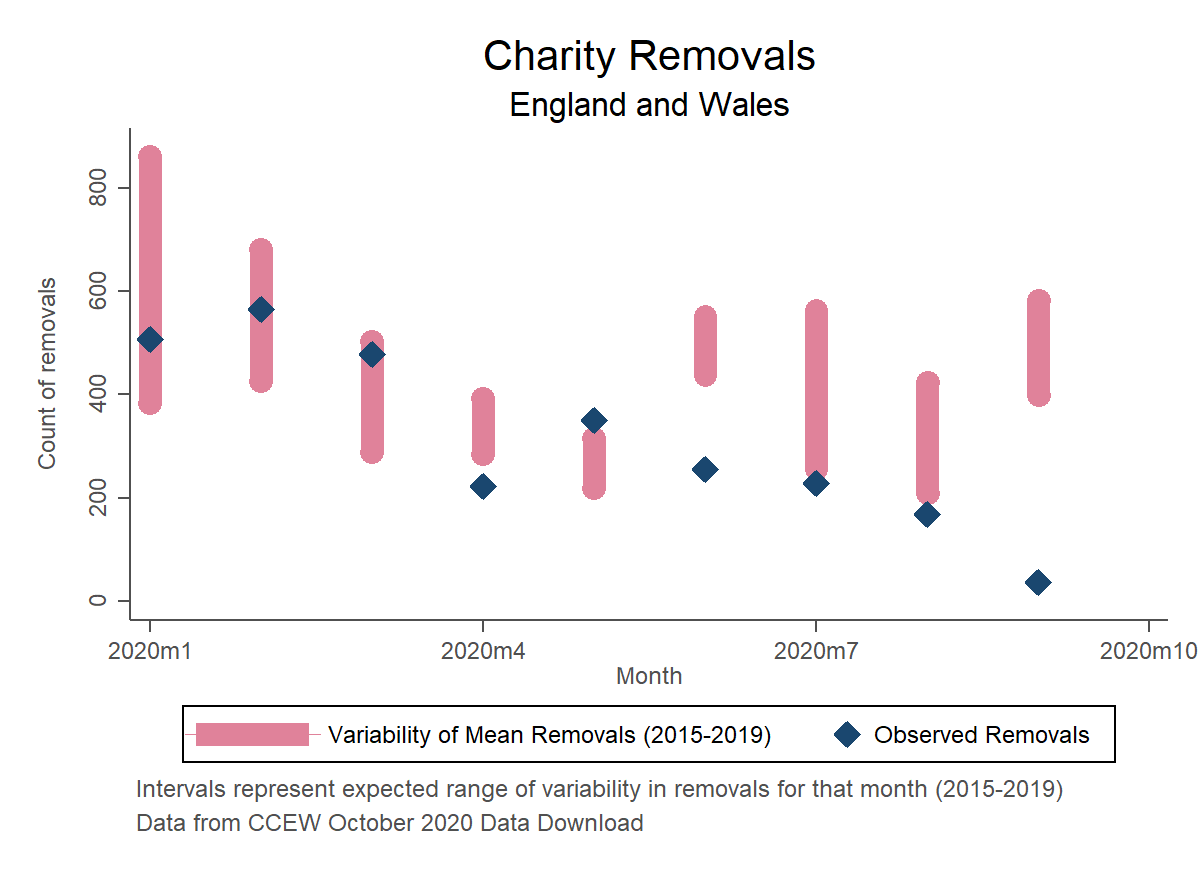 Charity Removals
England and Wales
Count of removals
800
600
400
200
0
2020m1 2020m4 2020m7 2020m10
Month
Variability of Mean Removals (2015-2019) Observed Removals
Intervals represent expected range of variability in removals for that month (2015-2019)
Data from CCEW October 2020 Data Download